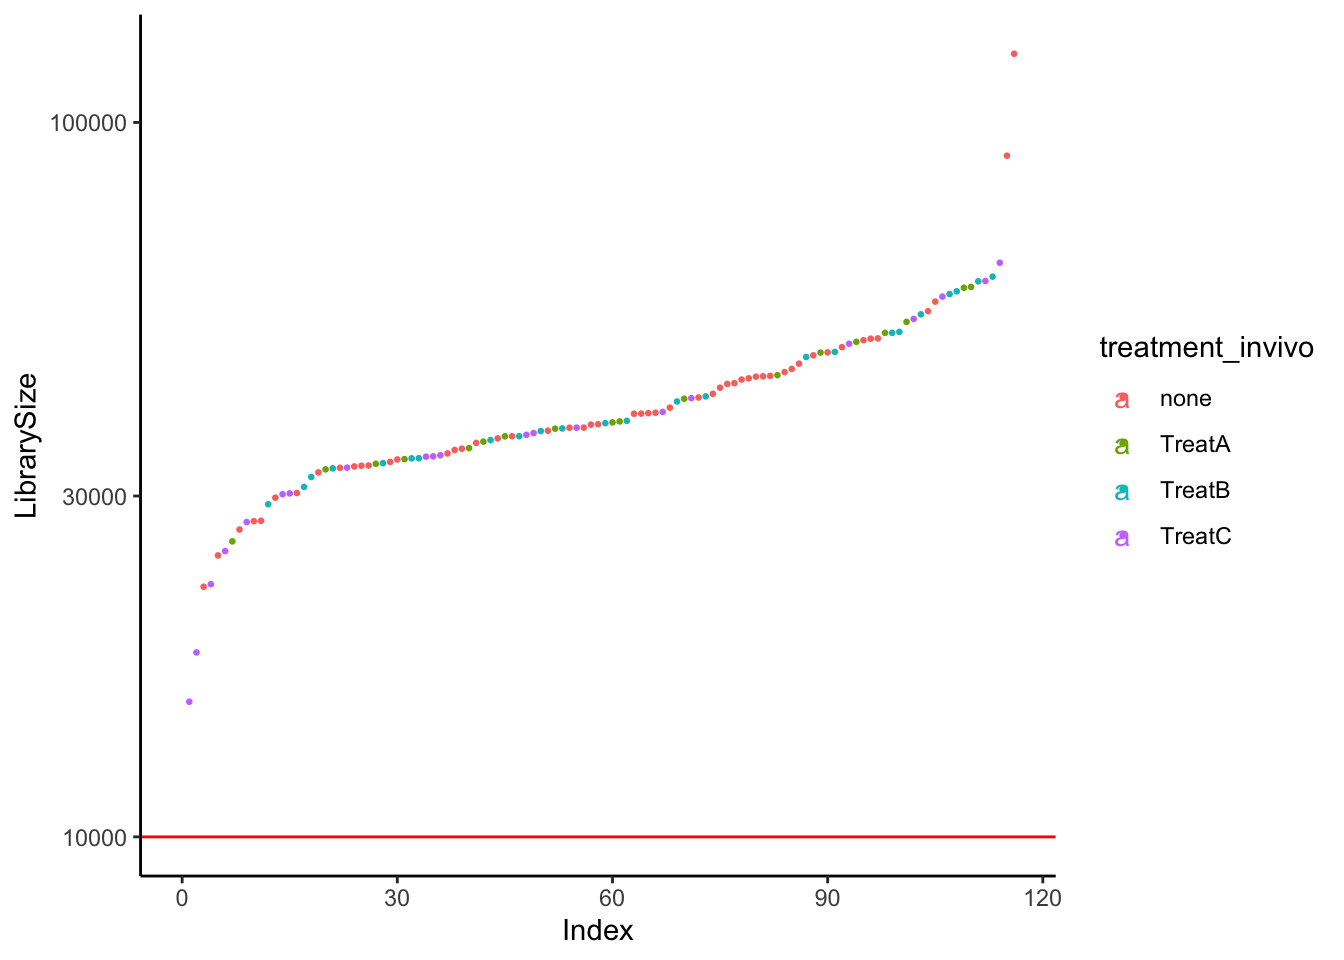 100000
30000
10000
LibrarySize
0 30 60 90 120
Index
treatment_invivo
a none
a TreatA
a TreatB
a TreatC